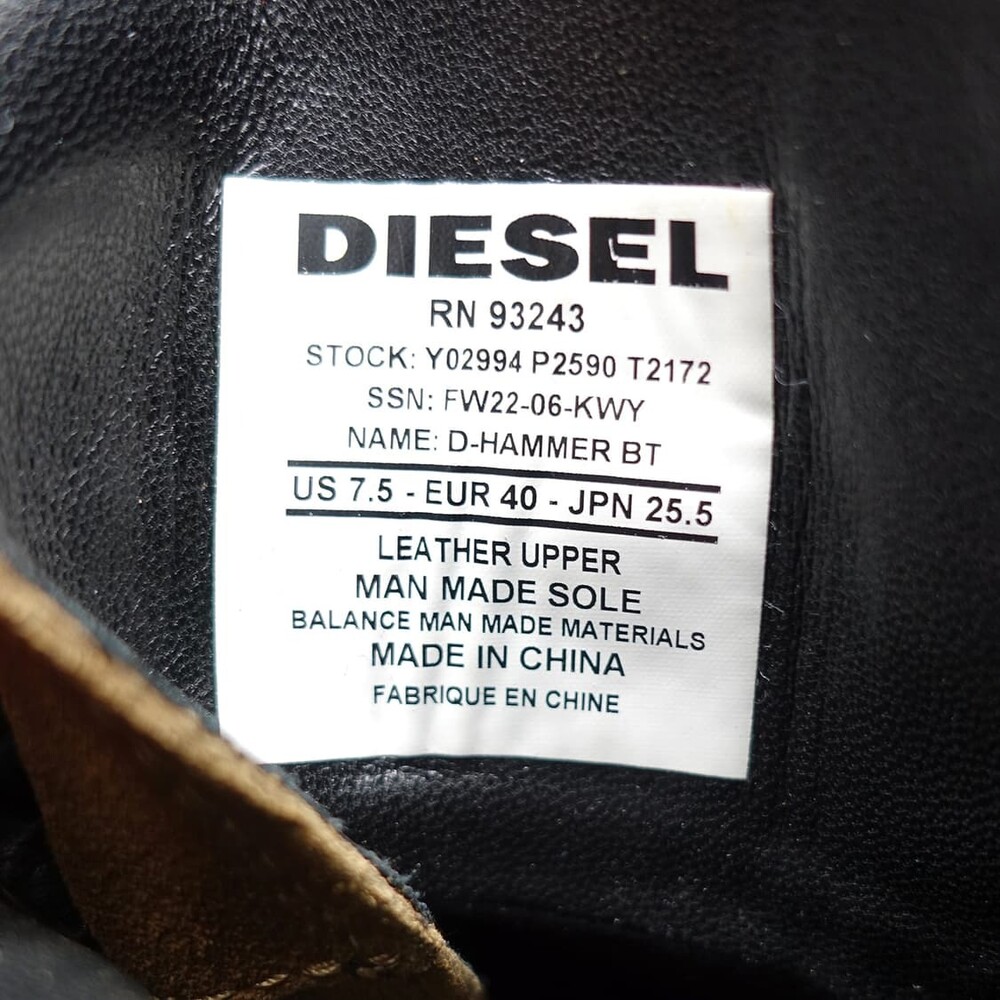 DIESEL
RN 93243
STOCK: Y02994 P2590 T2172
SSN: FW22-06-KWY
NAME: D-HAMMER BT
US 7.5 - EUR 40 - JPN 25.5
LEATHER UPPER
MAN MADE SOLE
BALANCE MAN MADE MATERIALS
MADE IN CHINA
FABRIQUE EN CHINE